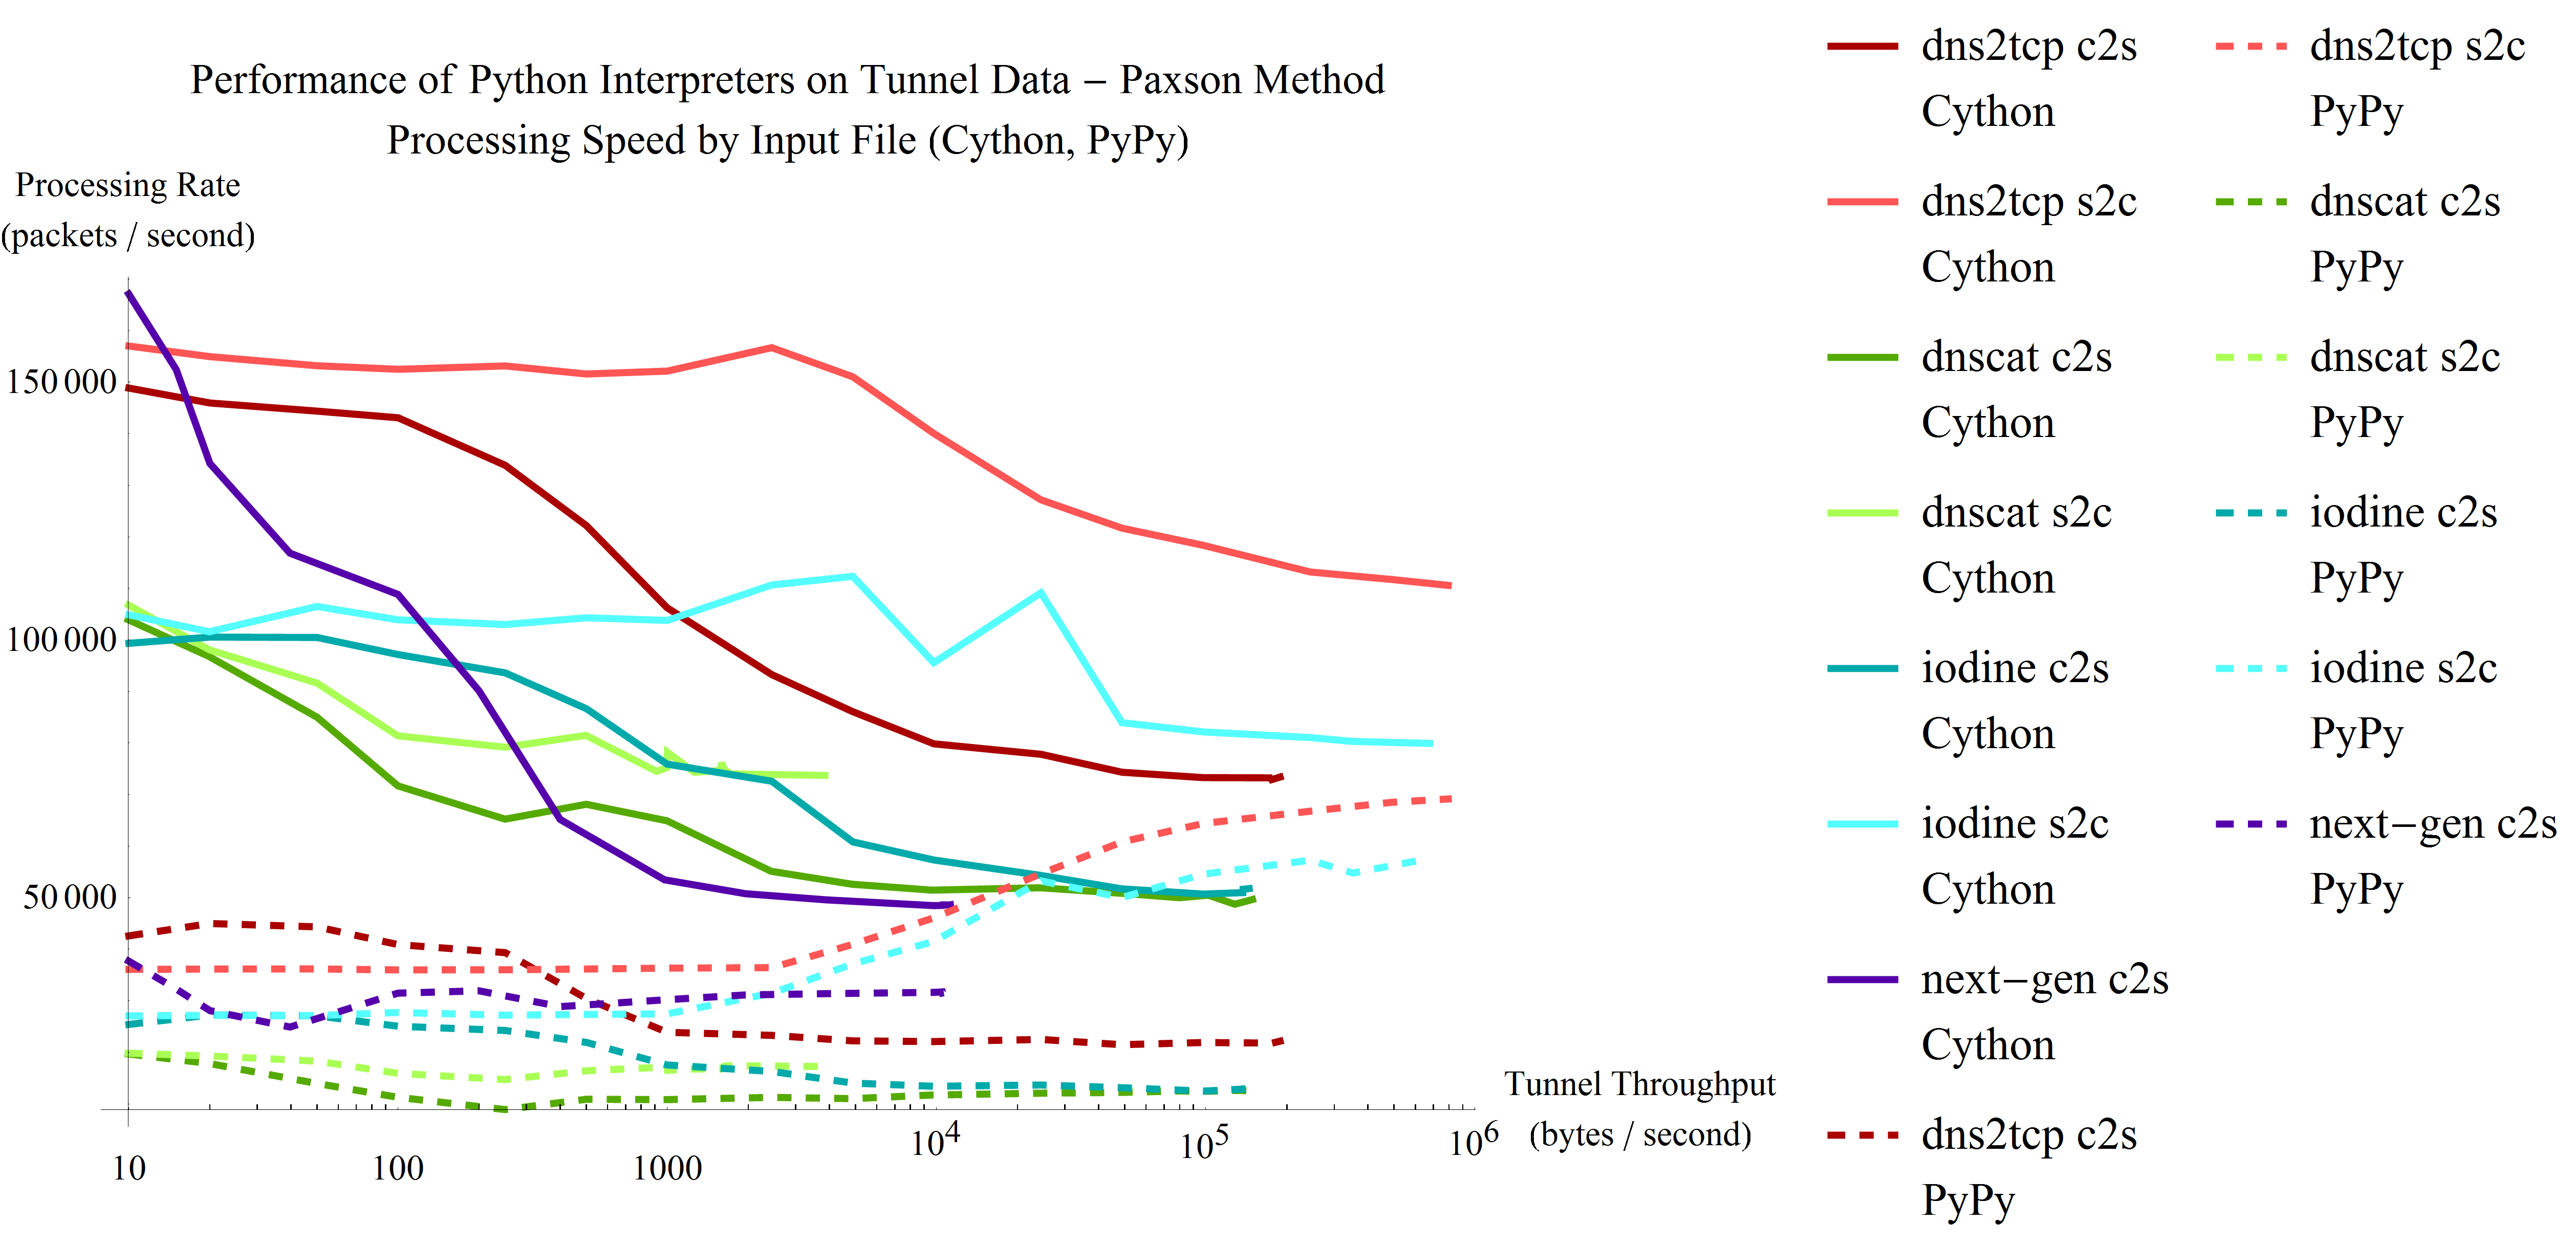 Performance of Python Interpreters on Tunnel Data − Paxson Method
Processing Speed by Input File (Cython, PyPy)
Processing Rate
(packets / second)
150 000
100 000
50 000
10
100
1000
10^4
10^5
10^6
Tunnel Throughput
(bytes / second)
dns2tcp c2s
Cython
dns2tcp s2c
Cython
dnscat c2s
Cython
dnscat s2c
Cython
iodine c2s
Cython
iodine s2c
Cython
next−gen c2s
Cython
dns2tcp c2s
PyPy
dns2tcp s2c
PyPy
dnscat c2s
PyPy
dnscat s2c
PyPy
iodine c2s
PyPy
iodine s2c
PyPy
next−gen c2s
PyPy